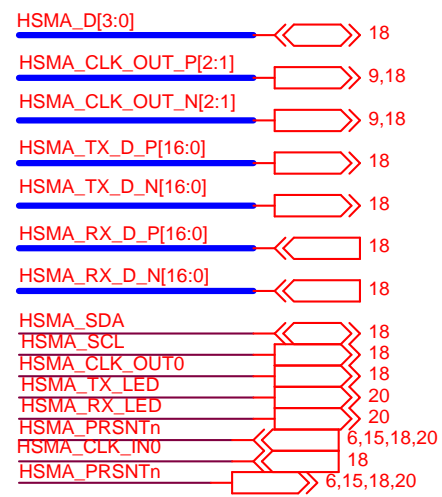 HSMA_D[3:0] 18
HSMA_CLK_OUT_P[2:1] 9,18
HSMA_CLK_OUT_N[2:1] 9,18
HSMA_TX_D_P[16:0] 18
HSMA_TX_D_N[16:0] 18
HSMA_RX_D_P[16:0] 18
HSMA_RX_D_N[16:0] 18
HSMA_SDA 18
HSMA_SCL 18
HSMA_CLK_OUT0 18
HSMA_TX_LED 20
HSMA_RX_LED 20
HSMA_PRSNTn 6,15,18,20
HSMA_CLK_IN0 18
HSMA_PRSNTn 6,15,18,20